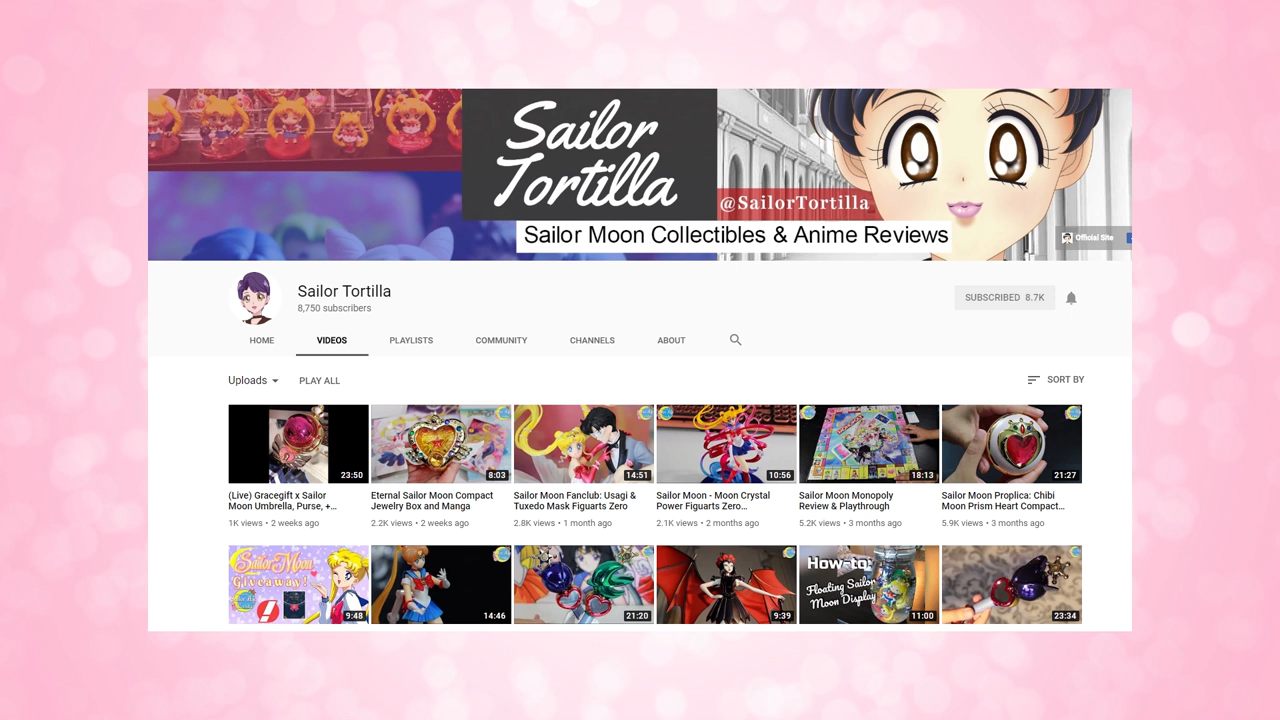 Sailor
Tortilla
@SailorTortilla
Sailor Moon Collectibles & Anime Reviews
Official Site
Sailor Tortilla
8,750 subscribers
SUBSCRIBED 8.7K
HOME VIDEOS PLAYLISTS COMMUNITY CHANNELS ABOUT
Uploads PLAY ALL SORT BY
23:50 8:03 14:51 10:56 18:13 21:27
(Live) Gracegift x Sailor
Moon Umbrella, Purse, +...
1K views • 2 weeks ago
Eternal Sailor Moon Compact
Jewelry Box and Manga
2.2K views • 2 weeks ago
Sailor Moon Fanclub: Usagi &
Tuxedo Mask Figuarts Zero
2.8K views • 1 month ago
Sailor Moon - Moon Crystal
Power Figuarts Zero...
2.1K views • 2 months ago
Sailor Moon Monopoly
Review & Playthrough
5.2K views • 3 months ago
Sailor Moon Proplica: Chibi
Moon Prism Heart Compact...
5.9K views • 3 months ago
Sailor Moon
Giveaway!
9:48
14:46
21:20
9:39
How-to:
Floating Sailor
Moon Display
11:00
23:34